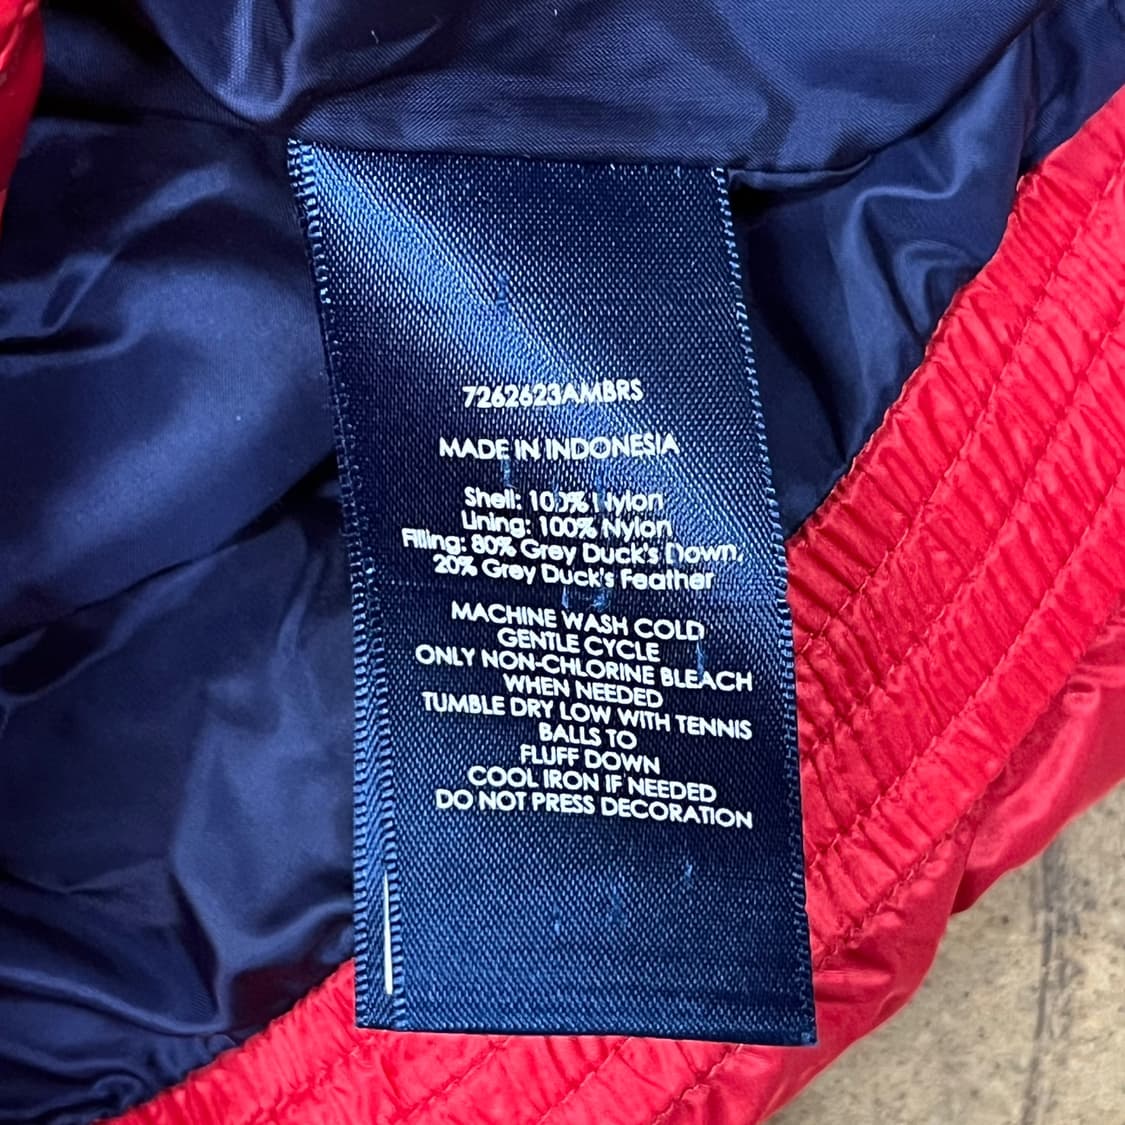 7262623AMBRS
MADE IN INDONESIA
Shell: 100% Nylon
Lining: 100% Nylon
Filling: 80% Grey Duck's Down,
20% Grey Duck's Feather
MACHINE WASH COLD
GENTLE CYCLE
ONLY NON-CHLORINE BLEACH
WHEN NEEDED
TUMBLE DRY LOW WITH TENNIS
BALLS TO
FLUFF DOWN
COOL IRON IF NEEDED
DO NOT PRESS DECORATION